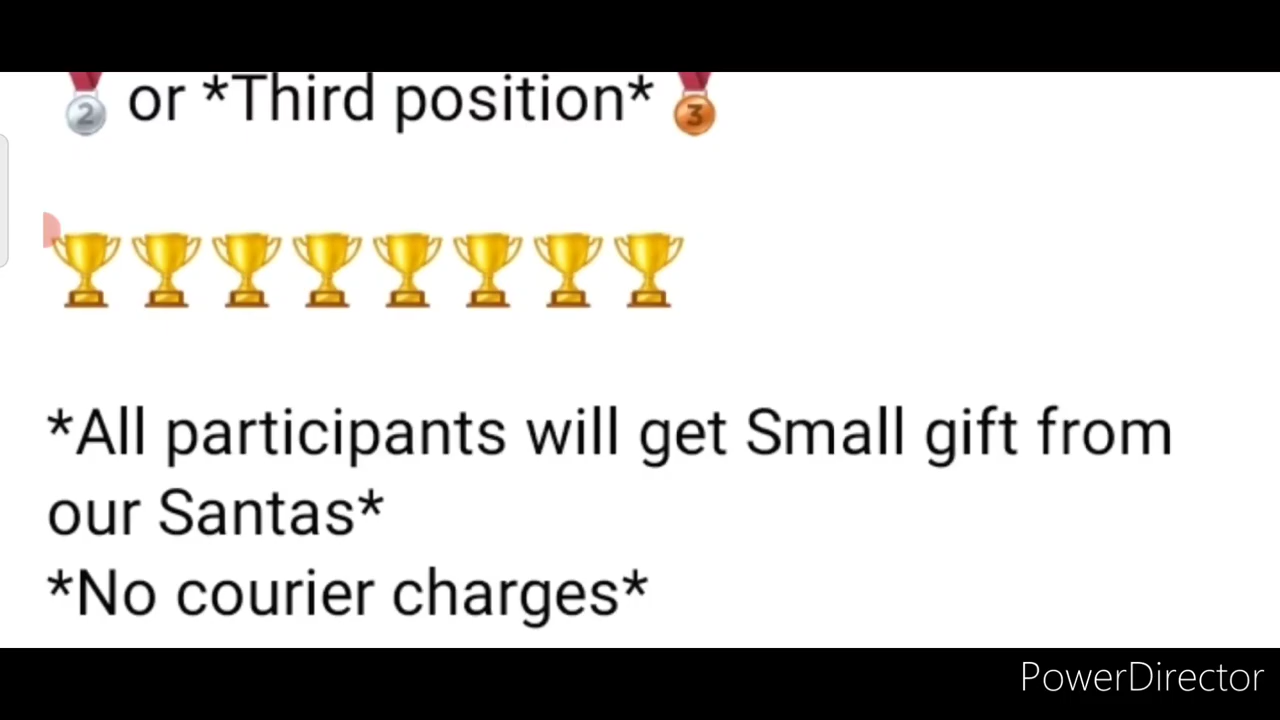 🥈 or *Third position* 🥉
🏆🏆🏆🏆🏆🏆🏆🏆
*All participants will get Small gift from
our Santas*
*No courier charges*
PowerDirector